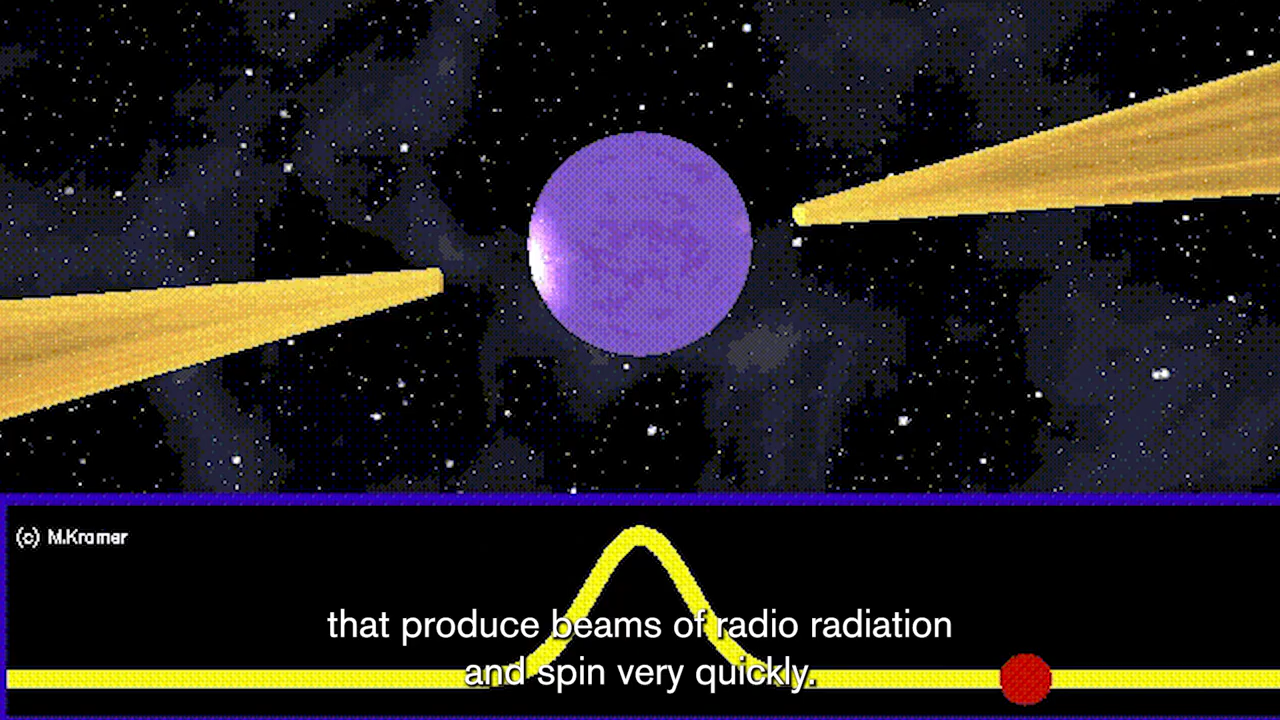 (c) M.Kramer
that produce beams of radio radiation
and spin very quickly.